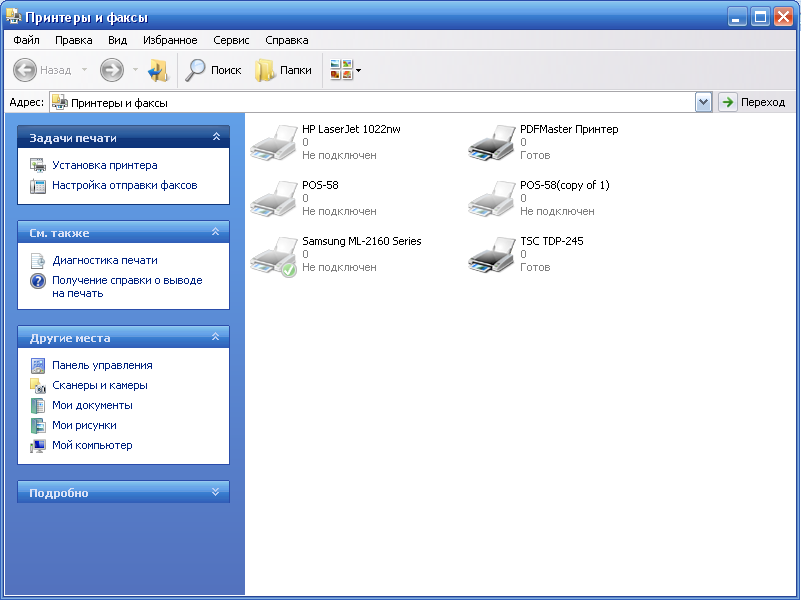 Принтеры и факсы
Файл Правка Вид Избранное Сервис Справка
Назад Поиск Папки
Адрес: Принтеры и факсы Переход
Задачи печати
Установка принтера
Настройка отправки факсов
См. также
Диагностика печати
Получение справки о выводе
на печать
Другие места
Панель управления
Сканеры и камеры
Мои документы
Мои рисунки
Мой компьютер
Подробно
HP LaserJet 1022nw
0
Не подключен
PDFMaster Принтер
0
Готов
POS-58
0
Не подключен
POS-58(copy of 1)
0
Не подключен
Samsung ML-2160 Series
0
Не подключен
TSC TDP-245
0
Готов